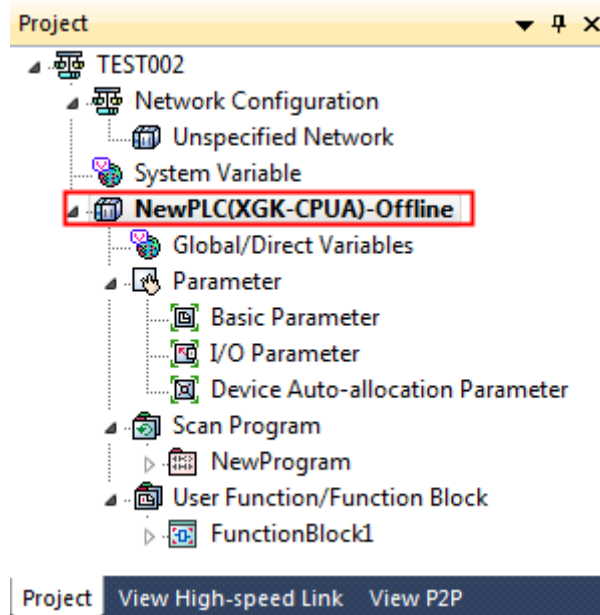 Project
TEST002
Network Configuration
Unspecified Network
System Variable
NewPLC(XGK-CPUA)-Offline
Global/Direct Variables
Parameter
Basic Parameter
I/O Parameter
Device Auto-allocation Parameter
Scan Program
NewProgram
User Function/Function Block
FunctionBlock1
Project View High-speed Link View P2P